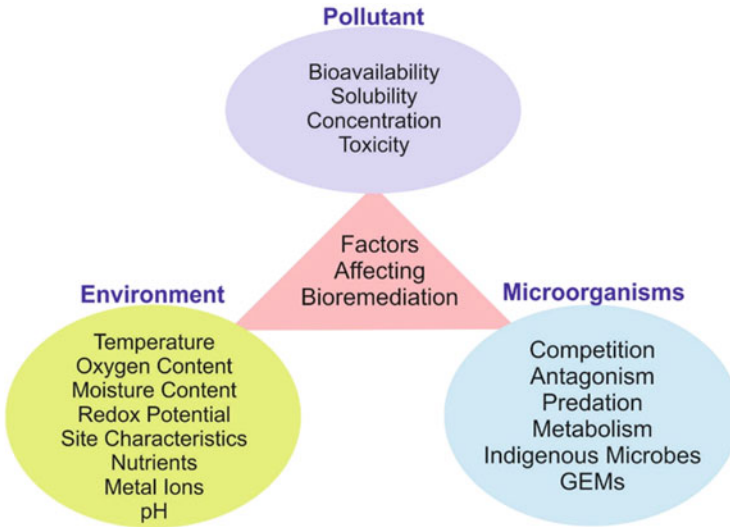 Pollutant
Bioavailability
Solubility
Concentration
Toxicity
Factors
Affecting
Bioremediation
Environment
Temperature
Oxygen Content
Moisture Content
Redox Potential
Site Characteristics
Nutrients
Metal Ions
pH
Microorganisms
Competition
Antagonism
Predation
Metabolism
Indigenous Microbes
GEMs